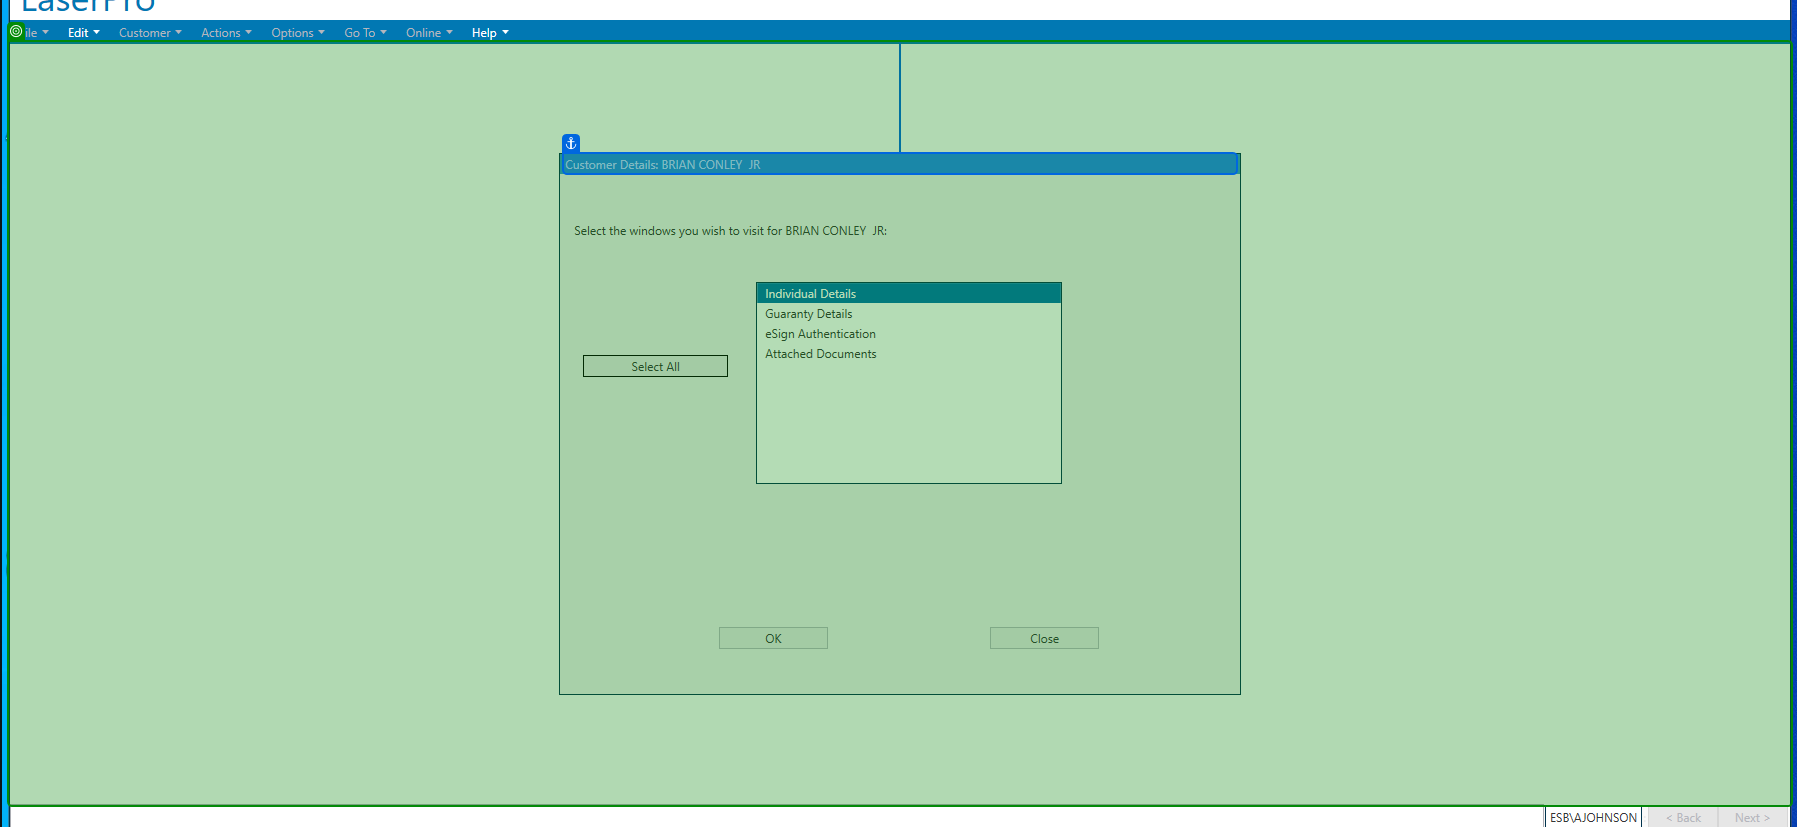 LaserPro
ile Edit Customer Actions Options Go To Online Help
Customer Details: BRIAN CONLEY JR
Select the windows you wish to visit for BRIAN CONLEY JR:
Individual Details
Guaranty Details
eSign Authentication
Attached Documents
Select All
OK Close
ESB\AJOHNSON < Back Next >